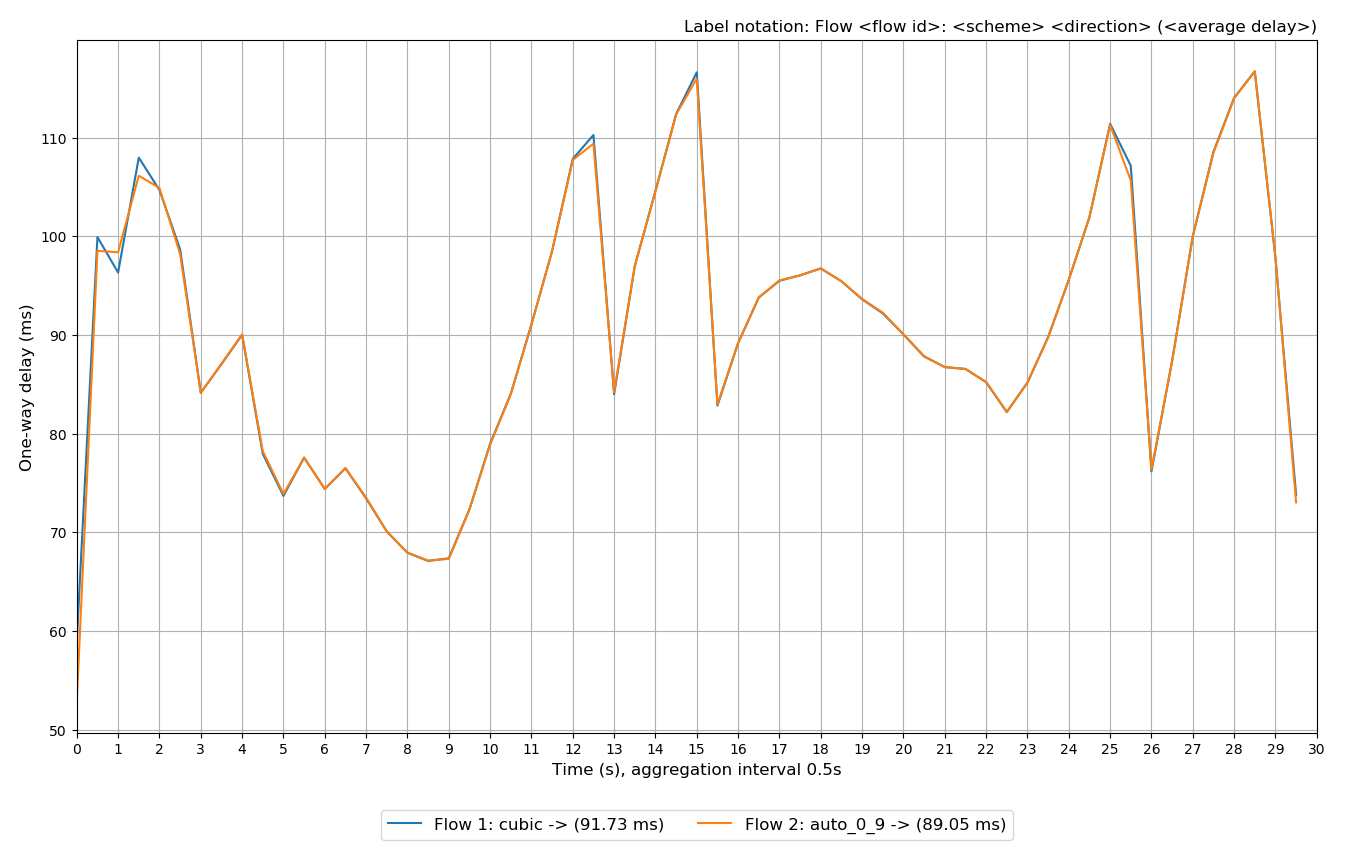 Label notation: Flow <flow id>: <scheme> <direction> (<average delay>)
One-way delay (ms)
110
100
90
80
70
60
50
0 1 2 3 4 5 6 7 8 9 10 11 12 13 14 15 16 17 18 19 20 21 22 23 24 25 26 27 28 29 30
Time (s), aggregation interval 0.5s
Flow 1: cubic -> (91.73 ms) Flow 2: auto_0_9 -> (89.05 ms)